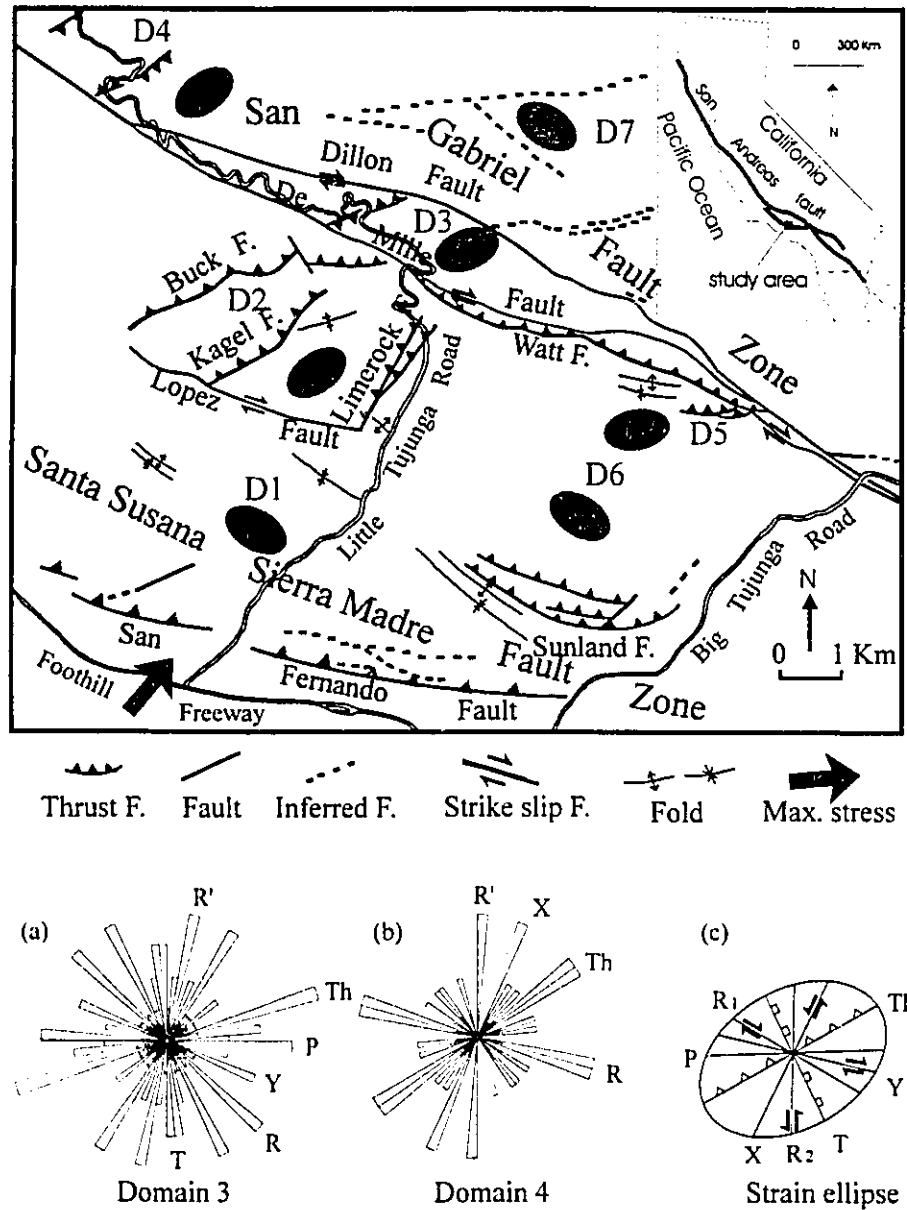 D4
0 300 Km
San
D7
San
Andreas
fault
California
N
Pacific Ocean
study area
Gabriel
Dillon
Fault
De
Mille
D3
Fault
Buck F.
D2
Kagel F.
Fault
Watt F.
Zone
Limerock
Lopez
Fault
Road
Tujunga
Little
D5
D6
Santa Susana
D1
Sierra Madre
Road
Tujunga
Big
N
0 1 Km
San
Sunland F.
Fault
Foothill
Fernando
Zone
Freeway
Fault
Thrust F.
Fault
Inferred F.
Strike slip F.
Fold
Max. stress
(a)
R'
Th
P
Y
R
T
Domain 3
(b)
R'
X
Th
R
Domain 4
(c)
R1
Th
P
Y
X
R2
T
Strain ellipse